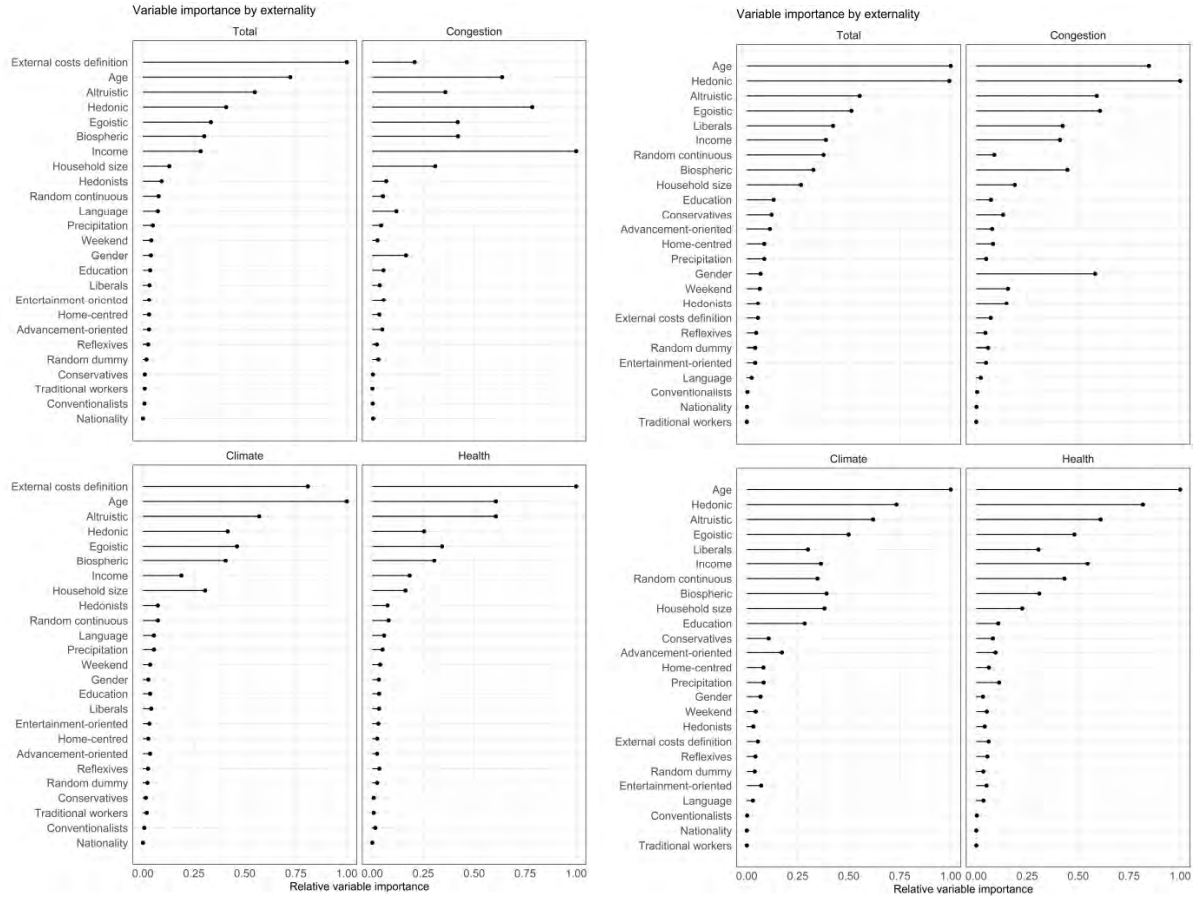 Variable importance by externality
Total
Congestion
External costs definition
Age
Altruistic
Hedonic
Egoistic
Biospheric
Income
Household size
Hedonists
Random continuous
Language
Precipitation
Weekend
Gender
Education
Liberals
Entertainment-oriented
Home-centred
Advancement-oriented
Reflexives
Random dummy
Conservatives
Traditional workers
Conventionalists
Nationality
Climate
Health
External costs definition
Age
Altruistic
Hedonic
Egoistic
Biospheric
Income
Household size
Hedonists
Random continuous
Language
Precipitation
Weekend
Gender
Education
Liberals
Entertainment-oriented
Home-centred
Advancement-oriented
Reflexives
Random dummy
Conservatives
Traditional workers
Conventionalists
Nationality
0.00 0.25 0.50 0.75 1.00 0.00 0.25 0.50 0.75 1.00
Relative variable importance
Variable importance by externality
Total
Congestion
Age
Hedonic
Altruistic
Egoistic
Liberals
Income
Random continuous
Biospheric
Household size
Education
Conservatives
Advancement-oriented
Home-centred
Precipitation
Gender
Weekend
Hedonists
External costs definition
Reflexives
Random dummy
Entertainment-oriented
Language
Conventionalists
Nationality
Traditional workers
Climate
Health
Age
Hedonic
Altruistic
Egoistic
Liberals
Income
Random continuous
Biospheric
Household size
Education
Conservatives
Advancement-oriented
Home-centred
Precipitation
Gender
Weekend
Hedonists
External costs definition
Reflexives
Random dummy
Entertainment-oriented
Language
Conventionalists
Nationality
Traditional workers
0.00 0.25 0.50 0.75 1.00 0.00 0.25 0.50 0.75 1.00
Relative variable importance